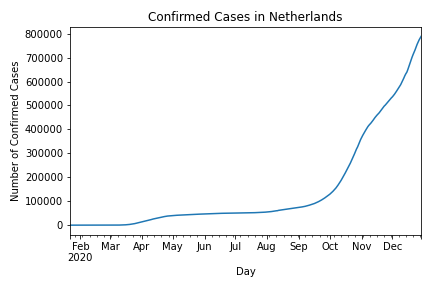 Confirmed Cases in Netherlands
Number of Confirmed Cases
800000
700000
600000
500000
400000
300000
200000
100000
0
Feb Mar Apr May Jun Jul Aug Sep Oct Nov Dec
2020
Day